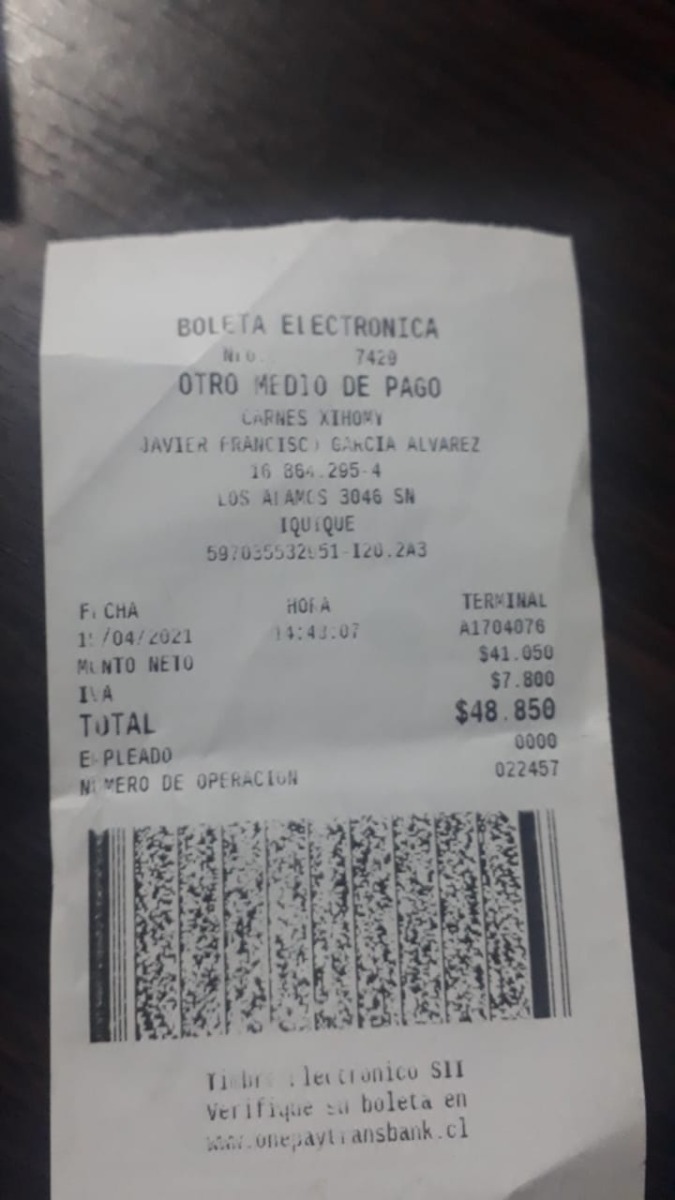 BOLETA ELECTRONICA
Nro. 7429
OTRO MEDIO DE PAGO
CARNES XIHOMY
JAVIER FRANCISCO GARCIA ALVAREZ
16 864.295-4
LOS ALAMOS 3046 SN
IQUIQUE
FECHA HORA TERMINAL
14:43:07 A1704076
MONTO NETO $41.050
IVA $7.800
TOTAL $48.850
EMPLEADO 0000
NUMERO DE OPERACION 022457
Timbre Electronico SII
Verifique su boleta en
www.onepaytransbank.cl